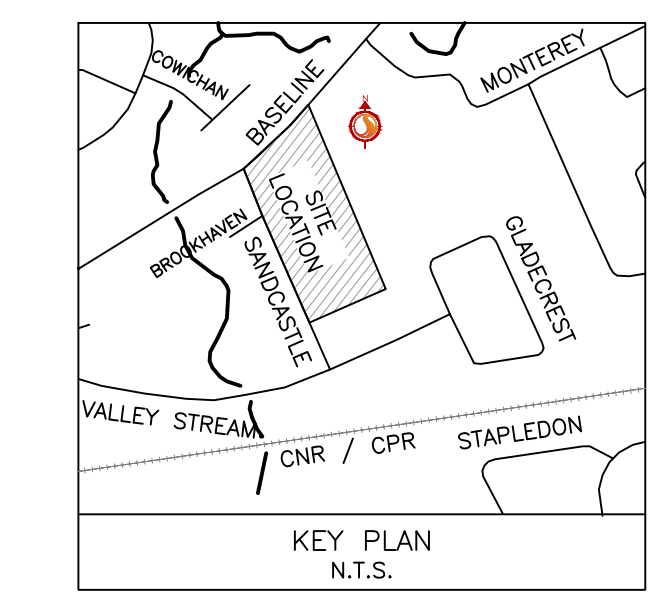 COWICHAN
BASELINE
MONTEREY
N
SITE
LOCATION
BROOKHAVEN
SANDCASTLE
GLADECREST
VALLEY STREAM
CNR / CPR
STAPLEDON
KEY PLAN
N.T.S.